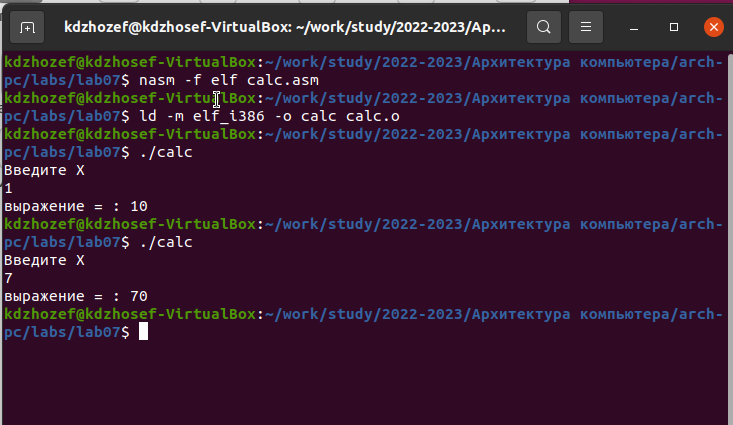 kdzhozef@kdzhosef-VirtualBox: ~/work/study/2022-2023/Ap...
kdzhozef@kdzhosef-VirtualBox:~/work/study/2022-2023/Архитектура компьютера/arch-
pc/labs/lab07$ nasm -f elf calc.asm
kdzhozef@kdzhosef-VirtualBox:~/work/study/2022-2023/Архитектура компьютера/arch-
pc/labs/lab07$ ld -m elf_i386 -o calc calc.o
kdzhozef@kdzhosef-VirtualBox:~/work/study/2022-2023/Архитектура компьютера/arch-
pc/labs/lab07$ ./calc
Введите X
1
выражение = : 10
kdzhozef@kdzhosef-VirtualBox:~/work/study/2022-2023/Архитектура компьютера/arch-
pc/labs/lab07$ ./calc
Введите X
7
выражение = : 70
kdzhozef@kdzhosef-VirtualBox:~/work/study/2022-2023/Архитектура компьютера/arch-
pc/labs/lab07$